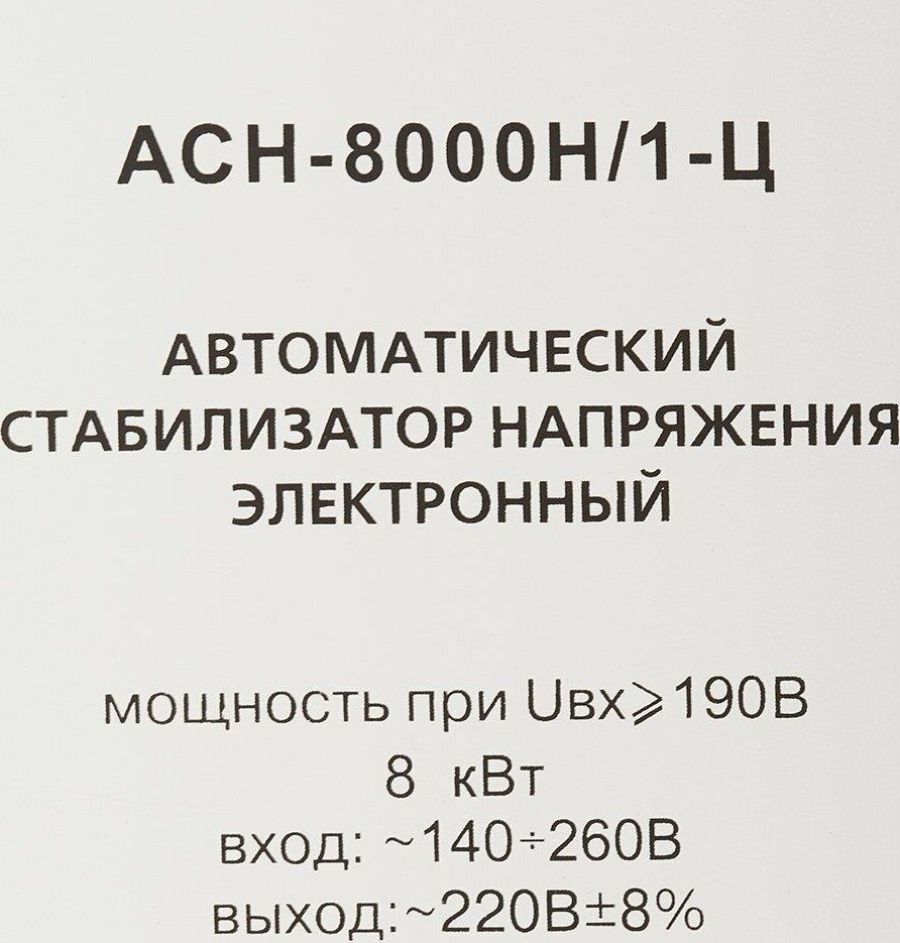 АСН-8000Н/1-Ц
АВТОМАТИЧЕСКИЙ
СТАБИЛИЗАТОР НАПРЯЖЕНИЯ
ЭЛЕКТРОННЫЙ
мощность при Uвх⩾190В
8 кВт
вход: ~140÷260В
выход:~220В±8%